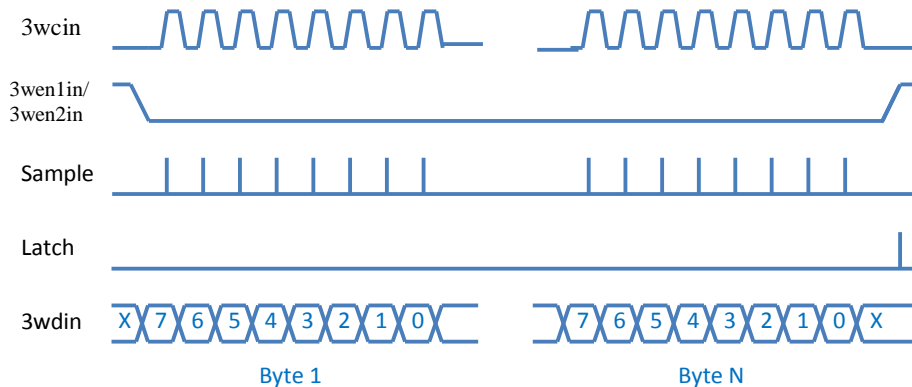 3wcin
3wen1in/
3wen2in
Sample
Latch
3wdin X 7 6 5 4 3 2 1 0 7 6 5 4 3 2 1 0 X
Byte 1 Byte N